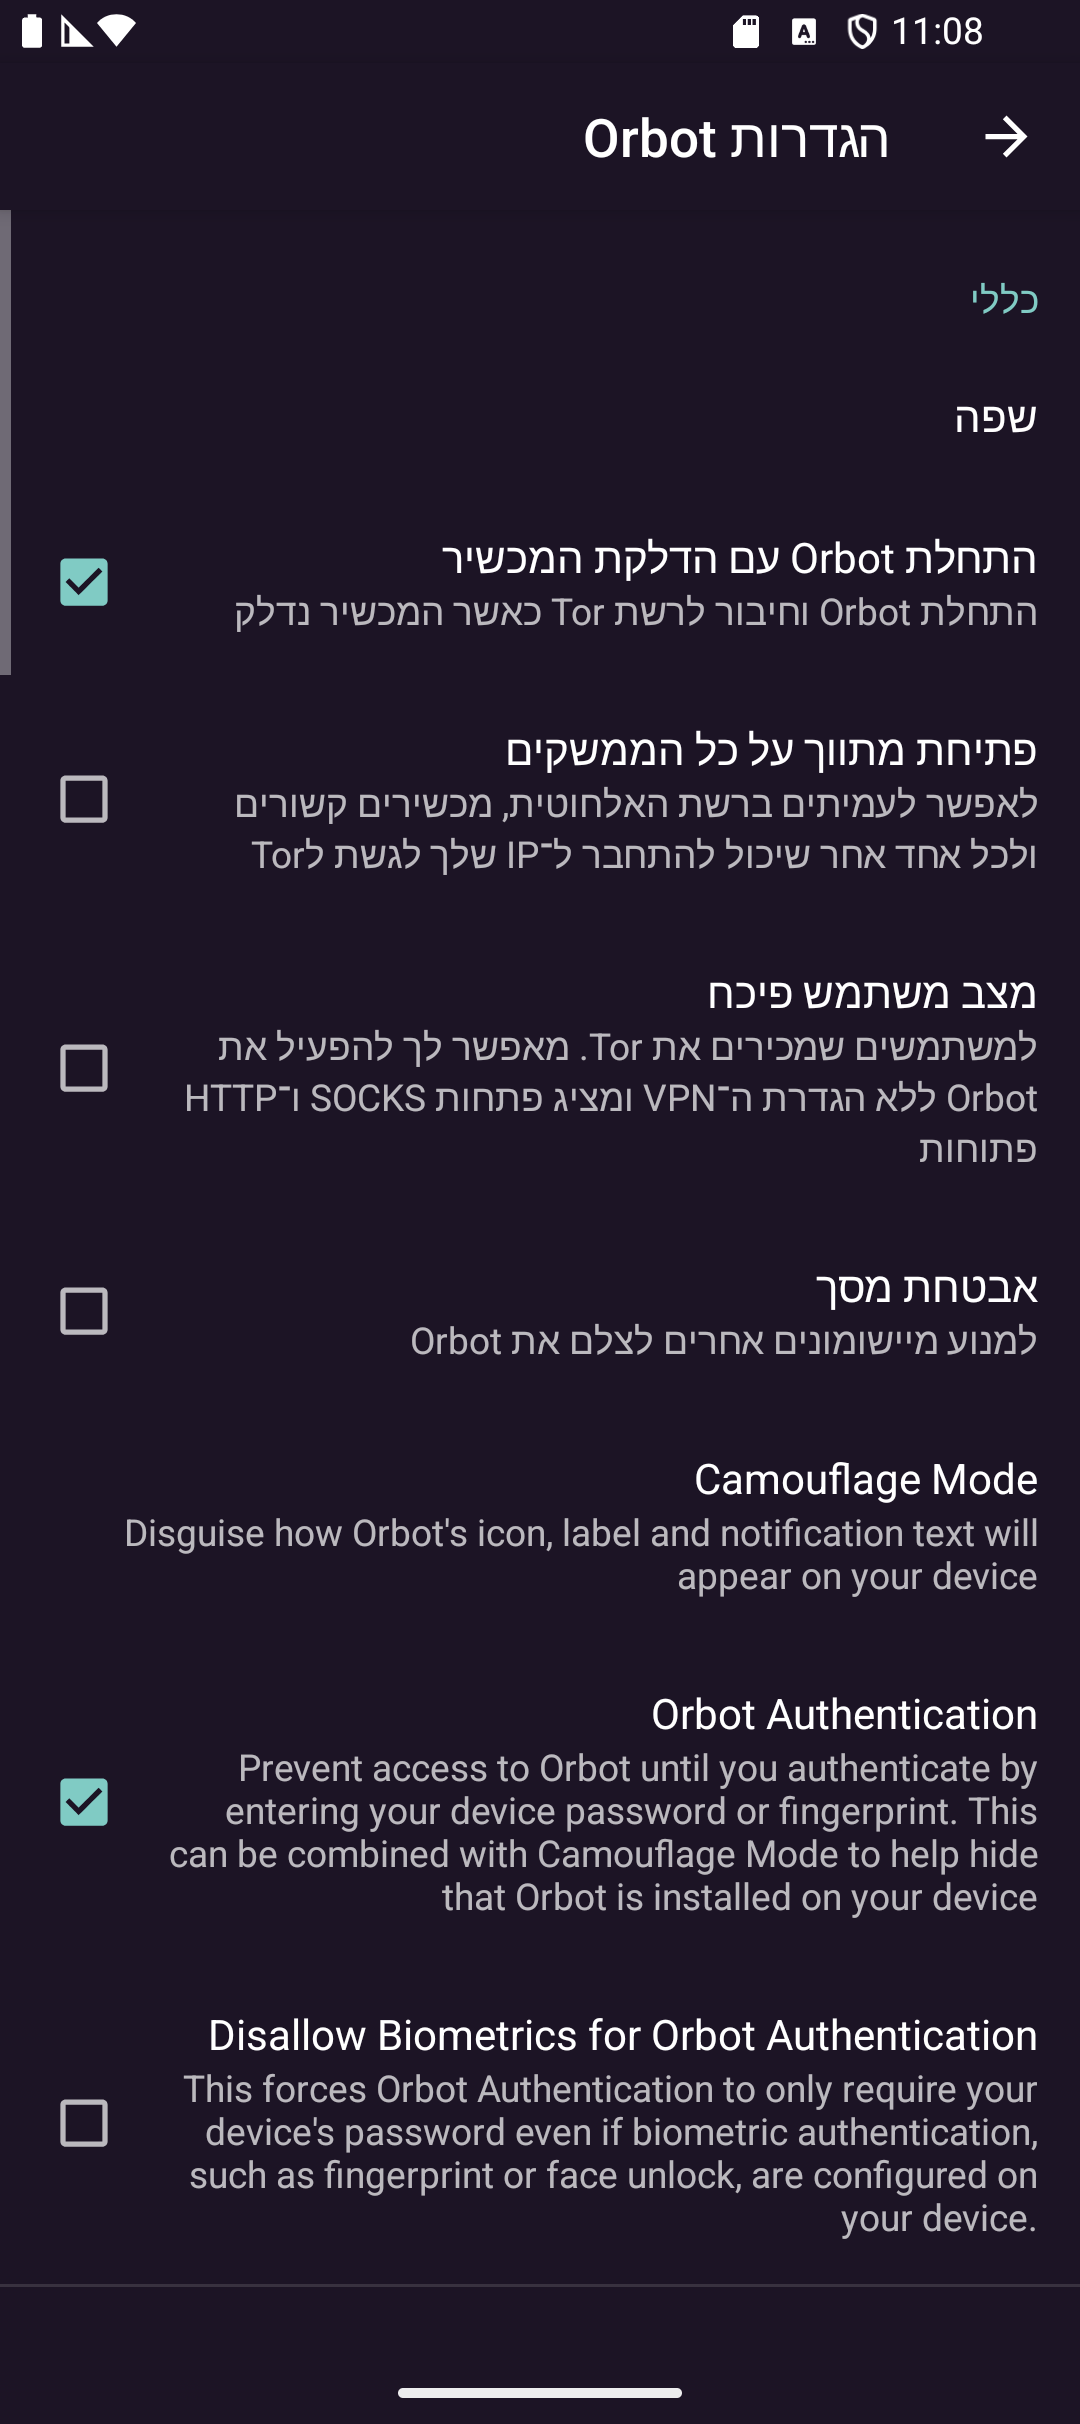 11:08
הגדרות Orbot
כללי
שפה
התחלת Orbot עם הדלקת המכשיר
התחלת Orbot וחיבור לרשת Tor כאשר המכשיר נדלק
פתיחת מתווך על כל הממשקים
לאפשר לעמיתים ברשת האלחוטית, מכשירים קשורים
ולכל אחד אחר שיכול להתחבר ל־IP שלך לגשת לTor
מצב משתמש פיכח
למשתמשים שמכירים את Tor. מאפשר לך להפעיל את
Orbot ללא הגדרת ה־VPN ומציג פתחות SOCKS ו־HTTP
פתוחות
אבטחת מסך
למנוע מיישומונים אחרים לצלם את Orbot
Camouflage Mode
Disguise how Orbot's icon, label and notification text will
appear on your device
Orbot Authentication
Prevent access to Orbot until you authenticate by
entering your device password or fingerprint. This
can be combined with Camouflage Mode to help hide
that Orbot is installed on your device
Disallow Biometrics for Orbot Authentication
This forces Orbot Authentication to only require your
device's password even if biometric authentication,
such as fingerprint or face unlock, are configured on
your device.